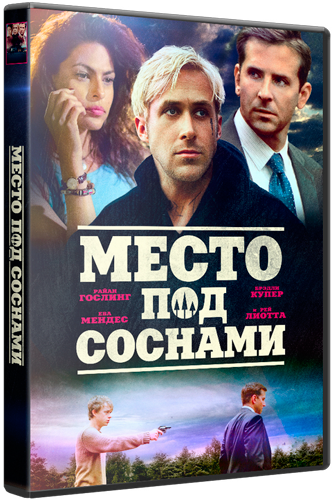 МЕСТО
ПОД
СОСНАМИ
РАЙАН
ГОСЛИНГ
БРЭДЛИ
КУПЕР
ЕВА
МЕНДЕС
И РЭЙ
ЛИОТТА
МЕСТО ПОД СОСНАМИ